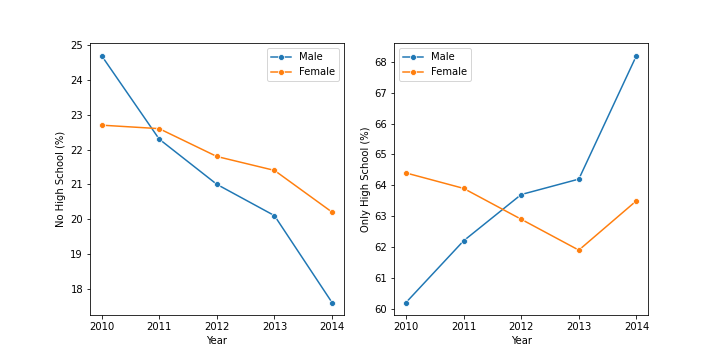 No High School (%)
25
24
23
22
21
20
19
18
Male
Female
2010 2011 2012 2013 2014
Year
Only High School (%)
68
67
66
65
64
63
62
61
60
Male
Female
2010 2011 2012 2013 2014
Year